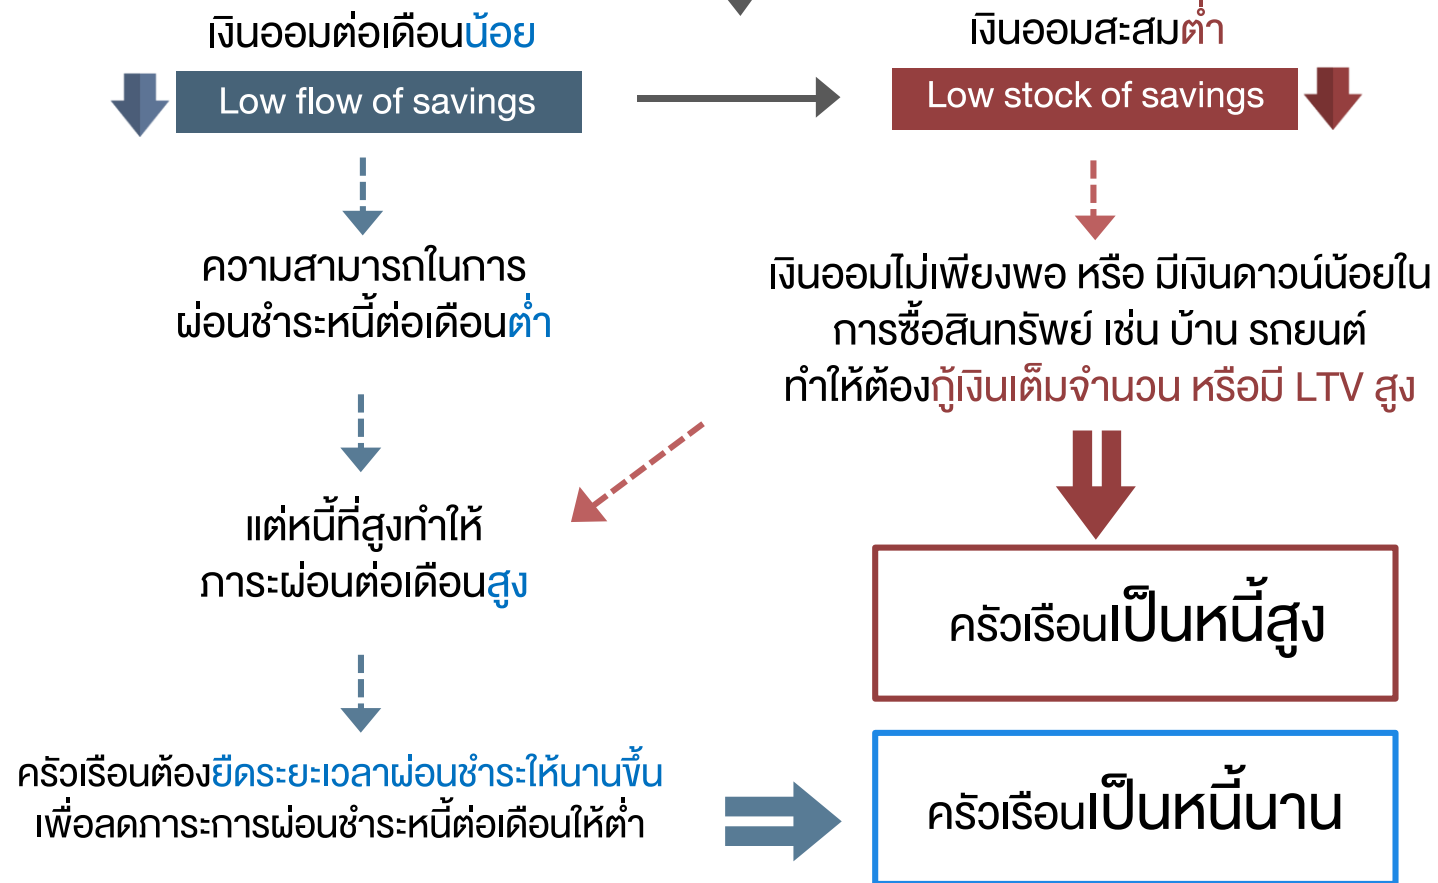 เงินออมต่อเดือนน้อย
Low flow of savings
เงินออมสะสมต่ำ
Low stock of savings
ความสามารถในการ
ผ่อนชำระหนี้ต่อเดือนต่ำ
เงินออมไม่เพียงพอ หรือ มีเงินดาวน์น้อยใน
การซื้อสินทรัพย์ เช่น บ้าน รถยนต์
ทำให้ต้องกู้เงินเต็มจำนวน หรือมี LTV สูง
แต่หนี้ที่สูงทำให้
ภาระผ่อนต่อเดือนสูง
ครัวเรือนเป็นหนี้สูง
ครัวเรือนต้องยืดระยะเวลาผ่อนชำระให้นานขึ้น
เพื่อลดภาระการผ่อนชำระหนี้ต่อเดือนให้ต่ำ
ครัวเรือนเป็นหนี้นาน